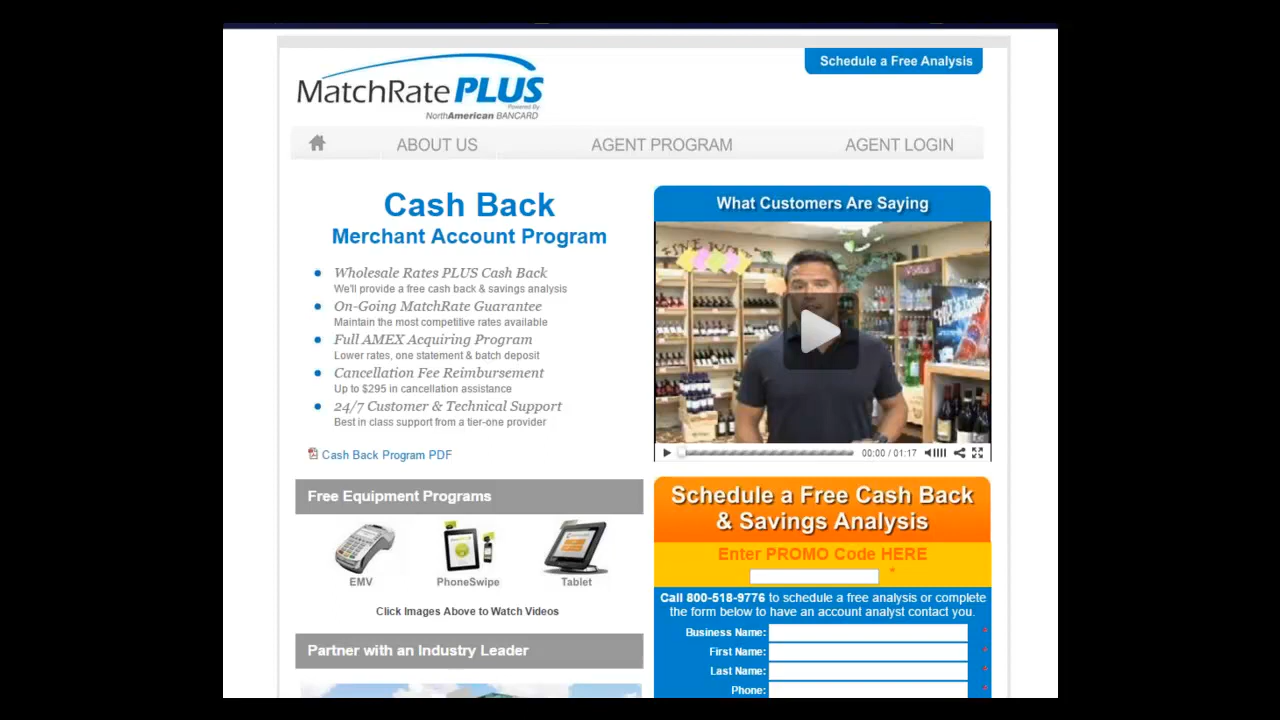 MatchRate PLUS
Powered By
NorthAmerican BANCARD
Schedule a Free Analysis
ABOUT US
AGENT PROGRAM
AGENT LOGIN
Cash Back
Merchant Account Program
Wholesale Rates PLUS Cash Back
We'll provide a free cash back & savings analysis
On-Going MatchRate Guarantee
Maintain the most competitive rates available
Full AMEX Acquiring Program
Lower rates, one statement & batch deposit
Cancellation Fee Reimbursement
Up to $295 in cancellation assistance
24/7 Customer & Technical Support
Best in class support from a tier-one provider
Cash Back Program PDF
Free Equipment Programs
EMV
PhoneSwipe
Tablet
Click Images Above to Watch Videos
Partner with an Industry Leader
What Customers Are Saying
00:00 / 01:17
Schedule a Free Cash Back
& Savings Analysis
Enter PROMO Code HERE
*
Call 800-518-9776 to schedule a free analysis or complete
the form below to have an account analyst contact you.
Business Name: *
First Name: *
Last Name: *
Phone: *